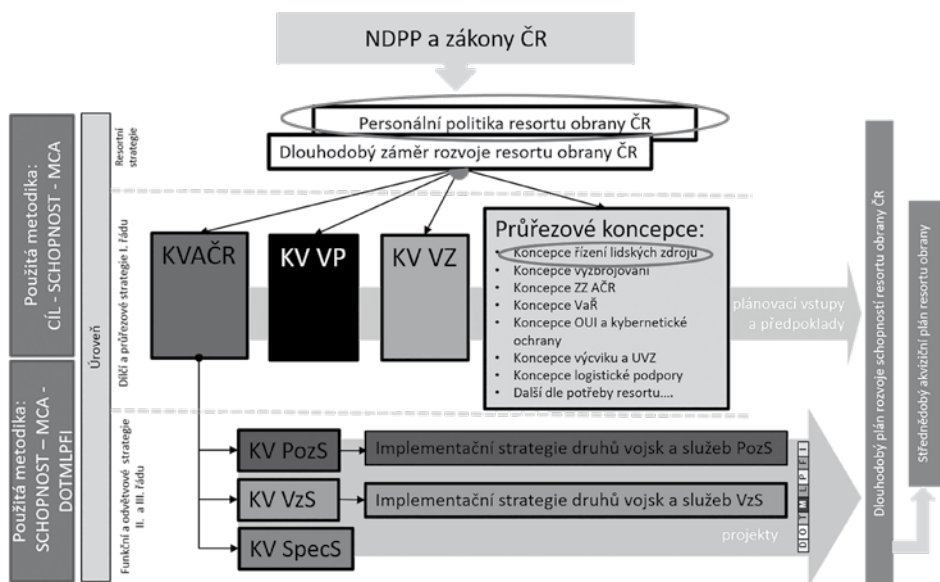 NDPP a zákony ČR
Personální politika resortu obrany ČR
Dlouhodobý záměr rozvoje resortu obrany ČR
Použitá metodika:
CÍL - SCHOPNOST - MCA
Úroveň
Resortní
strategie
Dílčí a průřezové strategie I. řádu
KVAČR
KV VP
KV VZ
Průřezové koncepce:
• Koncepce řízení lidských zdrojů
• Koncepce vyzbrojování
• Koncepce ZZ AČR
• Koncepce VaŘ
• Koncepce OUI a kybernetické
ochrany
• Koncepce výcviku a UVZ
• Koncepce logistické podpory
• Další dle potřeby resortu....
plánovací vstupy
a předpoklady
Použitá metodika:
SCHOPNOST – MCA -
DOTMLPFI
Funkční a odvětvové strategie
II. a III. řádu
KV PozS
Implementační strategie druhů vojsk a služeb PozS
KV VzS
Implementační strategie druhů vojsk a služeb VzS
KV SpecS
projekty
D O T M L P F I
Dlouhodobý plán rozvoje schopností resortu obrany ČR
Střednědobý akviziční plán resortu obrany